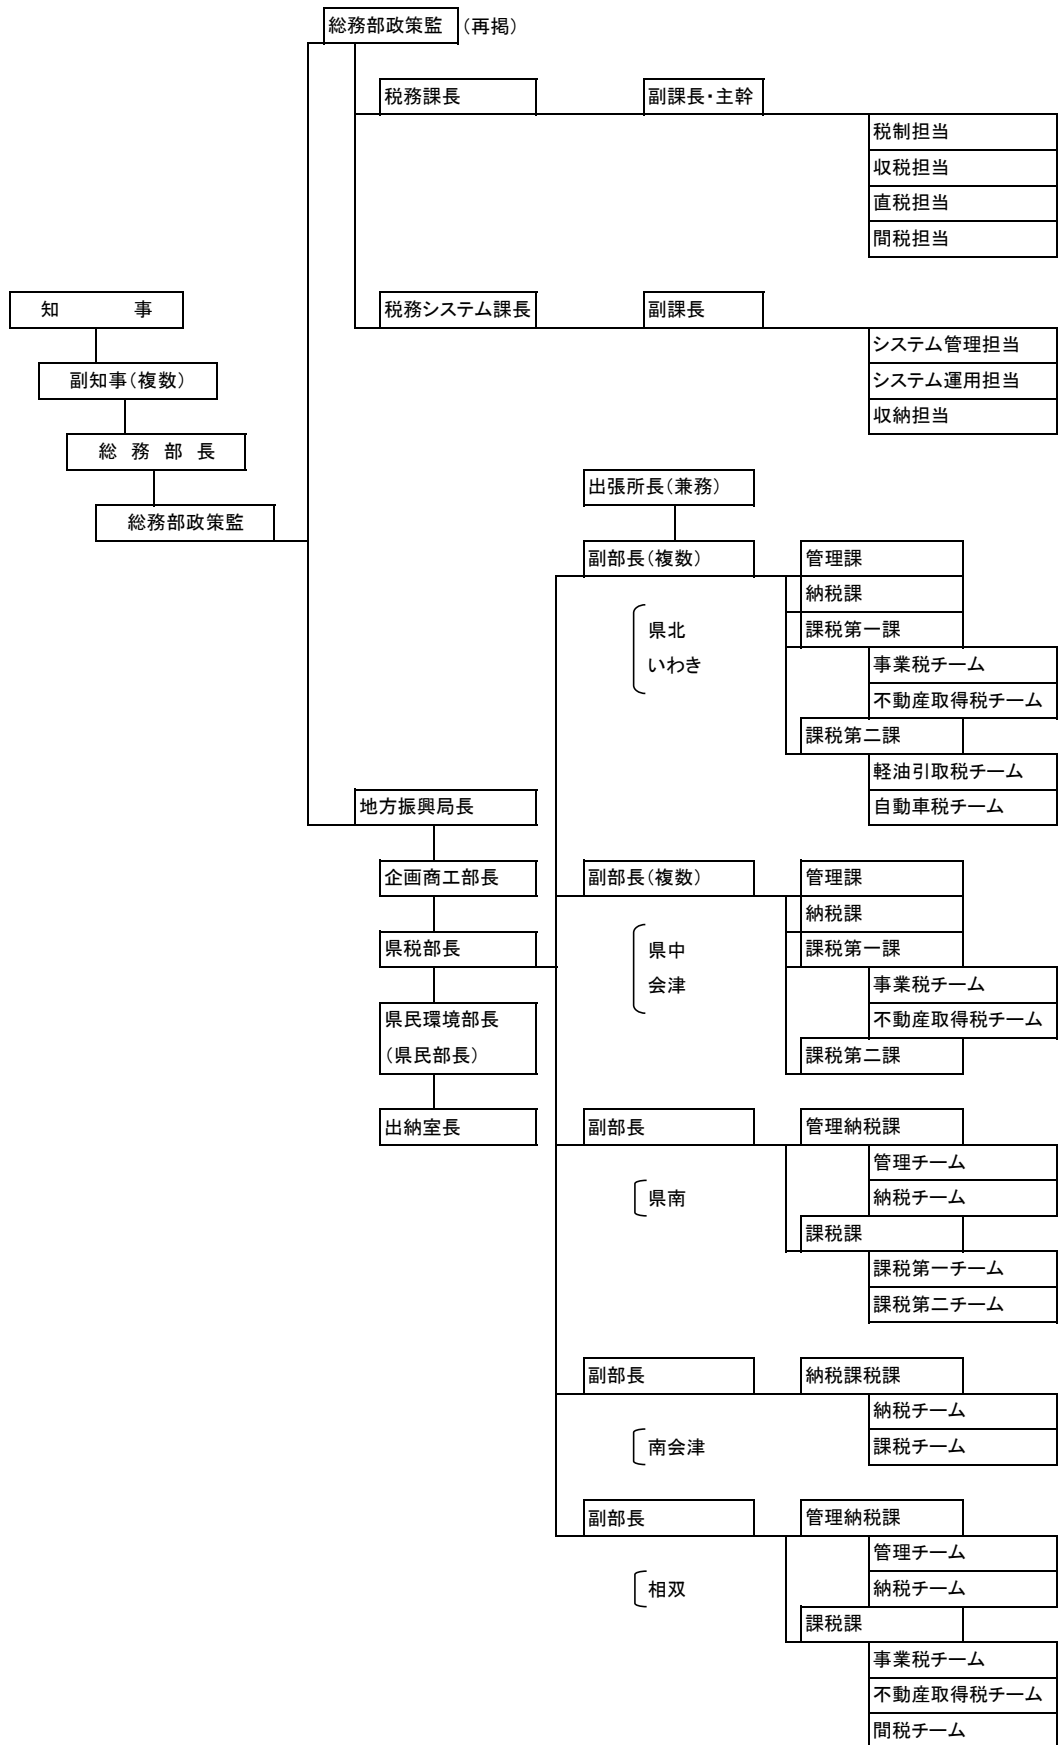 総務部政策監 (再掲)
税務課長 副課長・主幹
税制担当
収税担当
直税担当
間税担当
知 事
税務システム課長 副課長
システム管理担当
副知事(複数)
システム運用担当
収納担当
総 務 部 長
出張所長(兼務)
総務部政策監
副部長(複数) 管理課
納税課
県北 課税第一課
いわき 事業税チーム
不動産取得税チーム
課税第二課
軽油引取税チーム
地方振興局長 自動車税チーム
企画商工部長 副部長(複数) 管理課
納税課
県税部長 県中 課税第一課
会津 事業税チーム
県民環境部長 不動産取得税チーム
(県民部長) 課税第二課
出納室長 副部長 管理納税課
管理チーム
県南 納税チーム
課税課
課税第一チーム
課税第二チーム
副部長 納税課税課
納税チーム
南会津 課税チーム
副部長 管理納税課
管理チーム
相双 納税チーム
課税課
事業税チーム
不動産取得税チーム
間税チーム